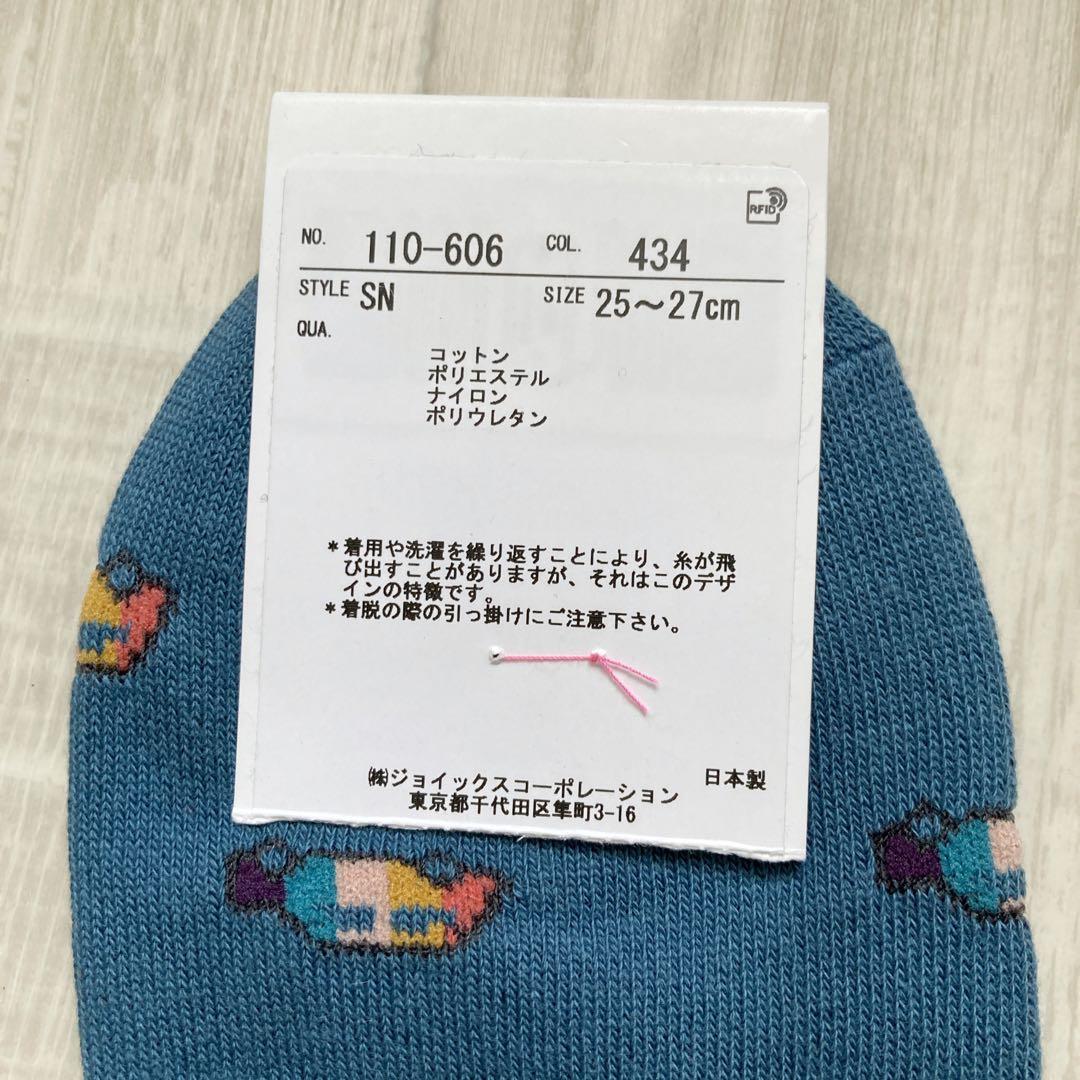 RFID
NO. 110-606 COL. 434
STYLE SN SIZE 25～27cm
QUA.
コットン
ポリエステル
ナイロン
ポリウレタン
*着用や洗濯を繰り返すことにより、糸が飛
び出すことがありますが、それはこのデザ
インの特徴です。
*着脱の際の引っ掛けにご注意下さい。
㈱ジョイックスコーポレーション 日本製
東京都千代田区隼町3-16